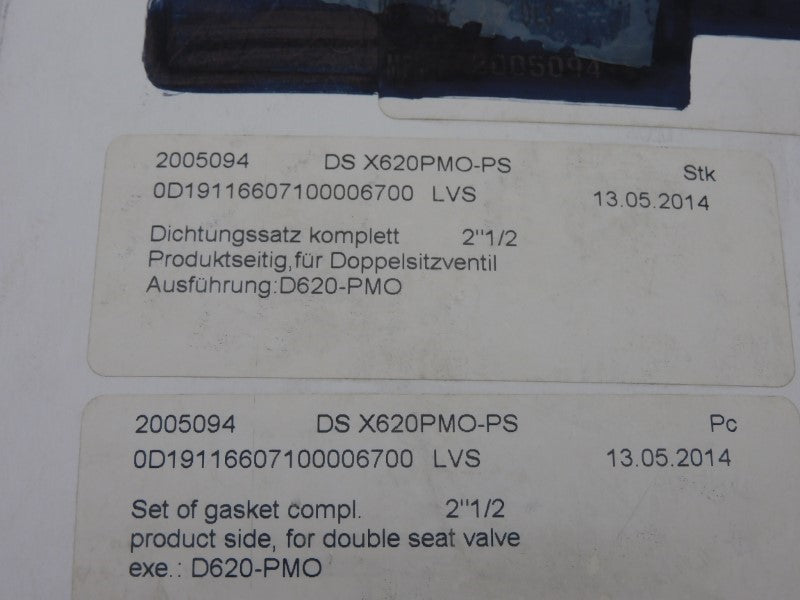 2005094
2005094 DS X620PMO-PS Stk
0D19116607100006700 LVS 13.05.2014
Dichtungssatz komplett 2"1/2
Produktseitig,für Doppelsitzventil
Ausführung:D620-PMO
2005094 DS X620PMO-PS Pc
0D19116607100006700 LVS 13.05.2014
Set of gasket compl. 2"1/2
product side, for double seat valve
exe.: D620-PMO